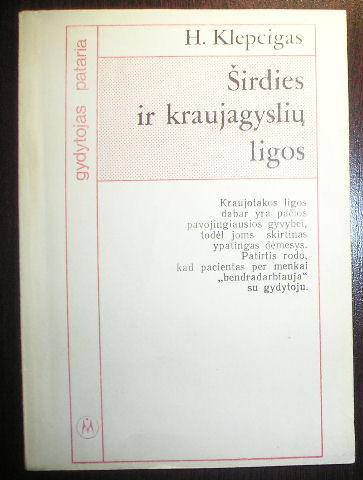 H. Klepcigas
Širdies
ir kraujagyslių
ligos
gydytojas pataria
Kraujotakos ligos
dabar yra pačios
pavojingiausios gyvybei,
todėl joms skirtinas
ypatingas dėmesys.
Patirtis rodo,
kad pacientas per menkai
„bendradarbiauja“
su gydytoju.